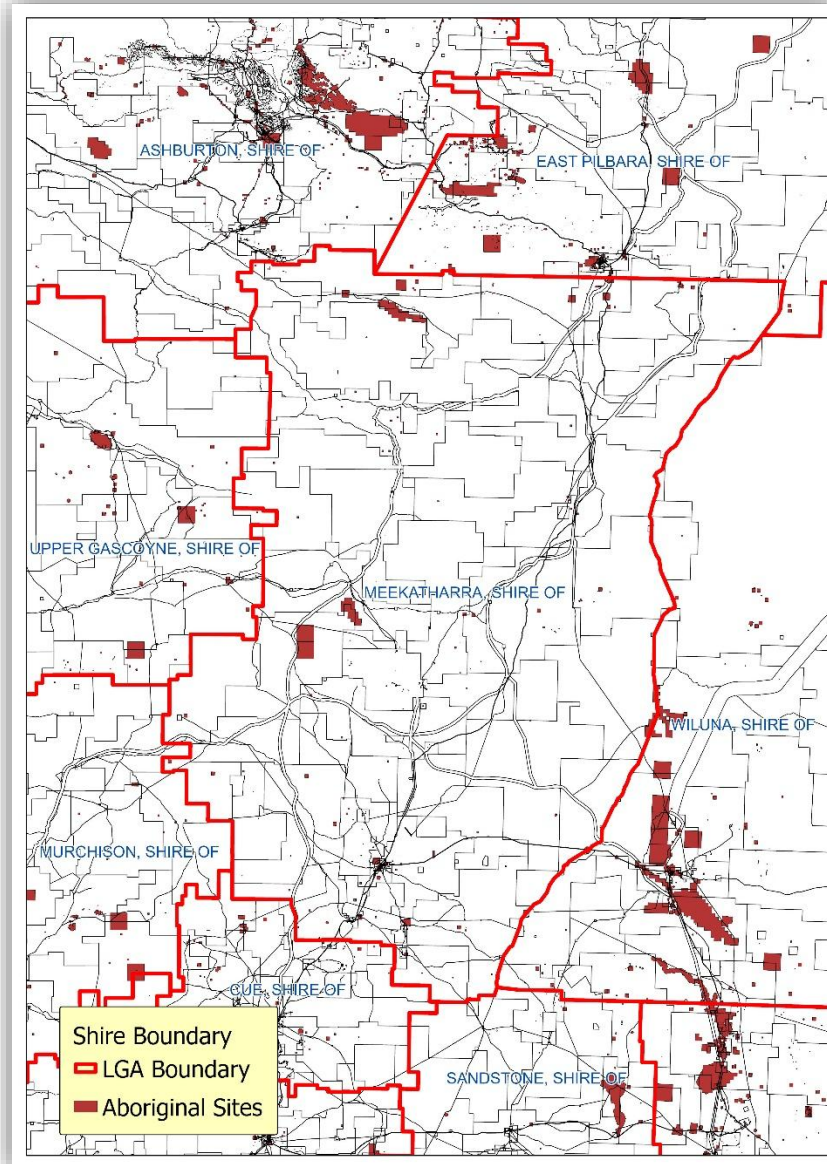 ASHBURTON, SHIRE OF
EAST PILBARA, SHIRE OF
UPPER GASCOYNE, SHIRE OF
MEEKATHARRA, SHIRE OF
WILUNA, SHIRE OF
MURCHISON, SHIRE OF
CUE, SHIRE OF
SANDSTONE, SHIRE OF
Shire Boundary
LGA Boundary
Aboriginal Sites